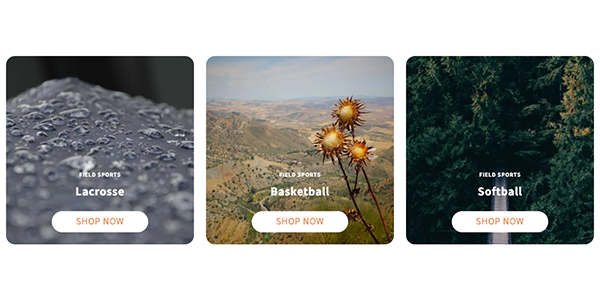 FIELD SPORTS
Lacrosse
SHOP NOW
FIELD SPORTS
Basketball
SHOP NOW
FIELD SPORTS
Softball
SHOP NOW